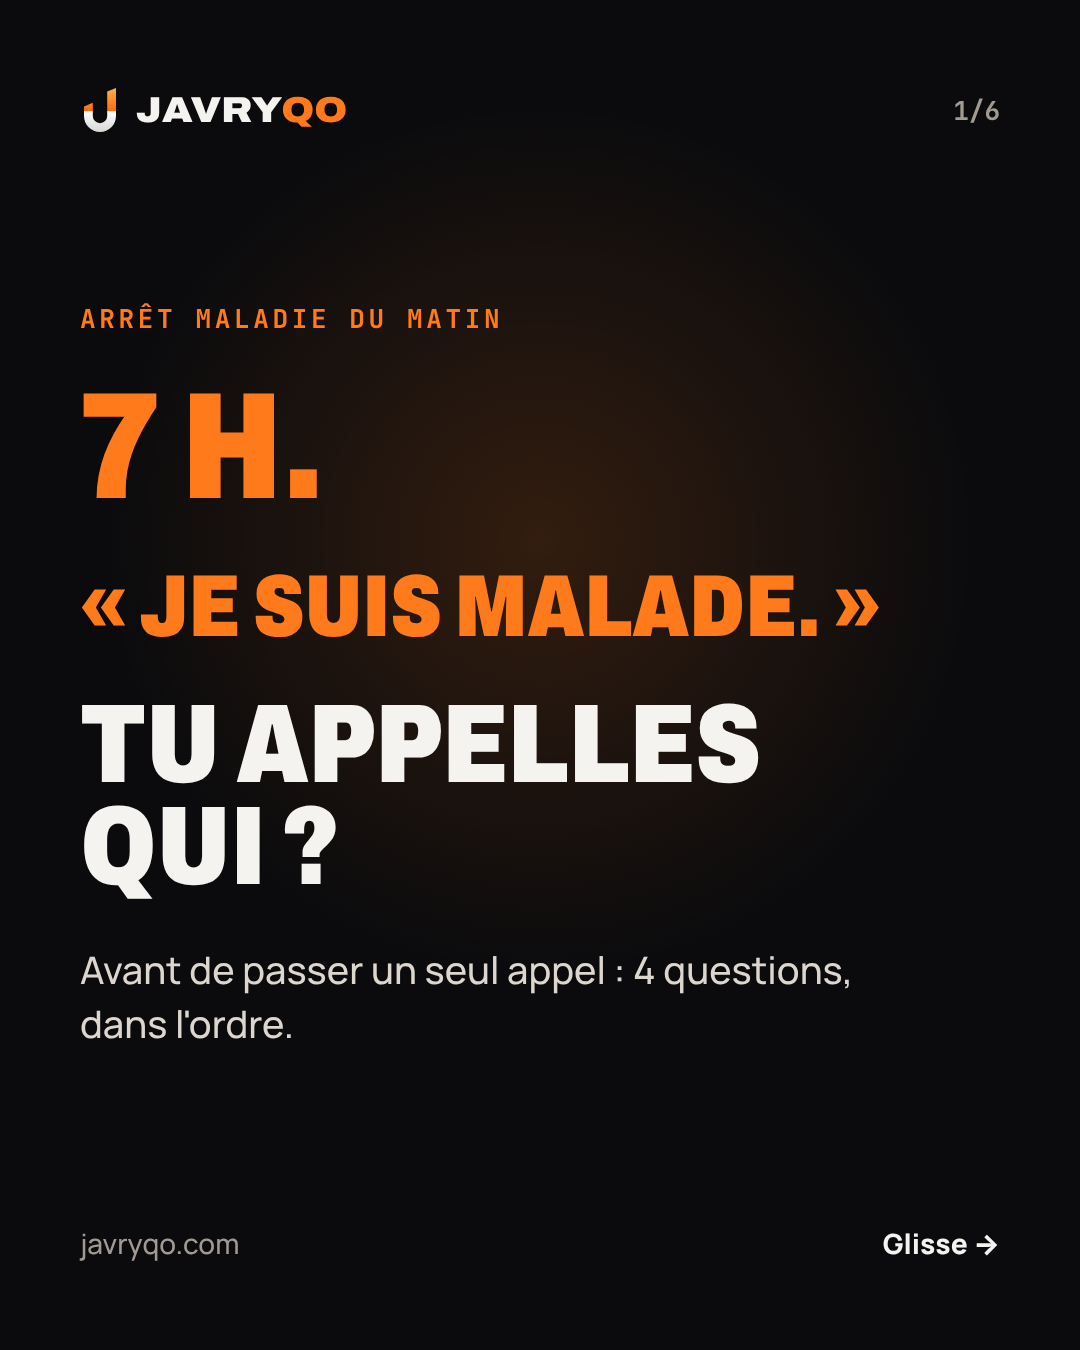 JAVRYQO
1/6
ARRÊT MALADIE DU MATIN
7 H.
« JE SUIS MALADE. »
TU APPELLES
QUI ?
Avant de passer un seul appel : 4 questions,
dans l'ordre.
javryqo.com
Glisse →